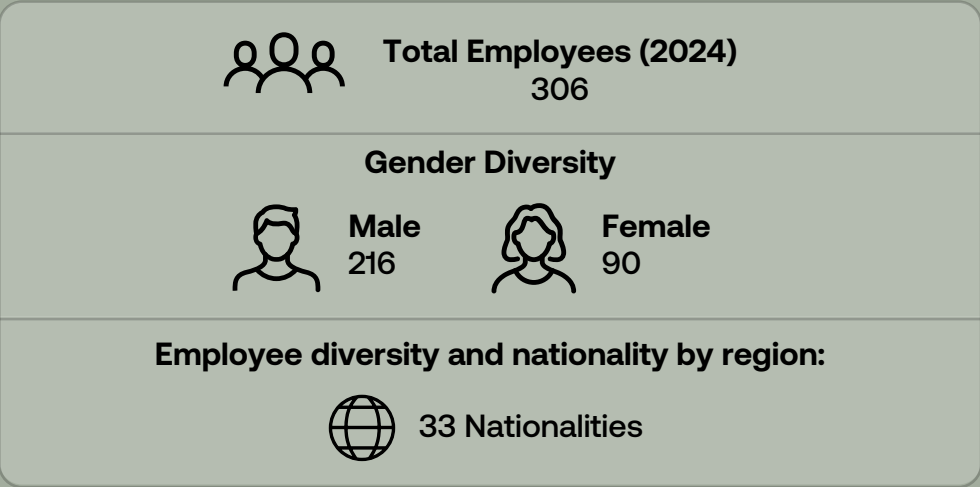 Total Employees (2024)
306
Gender Diversity
Male
216
Female
90
Employee diversity and nationality by region:
33 Nationalities